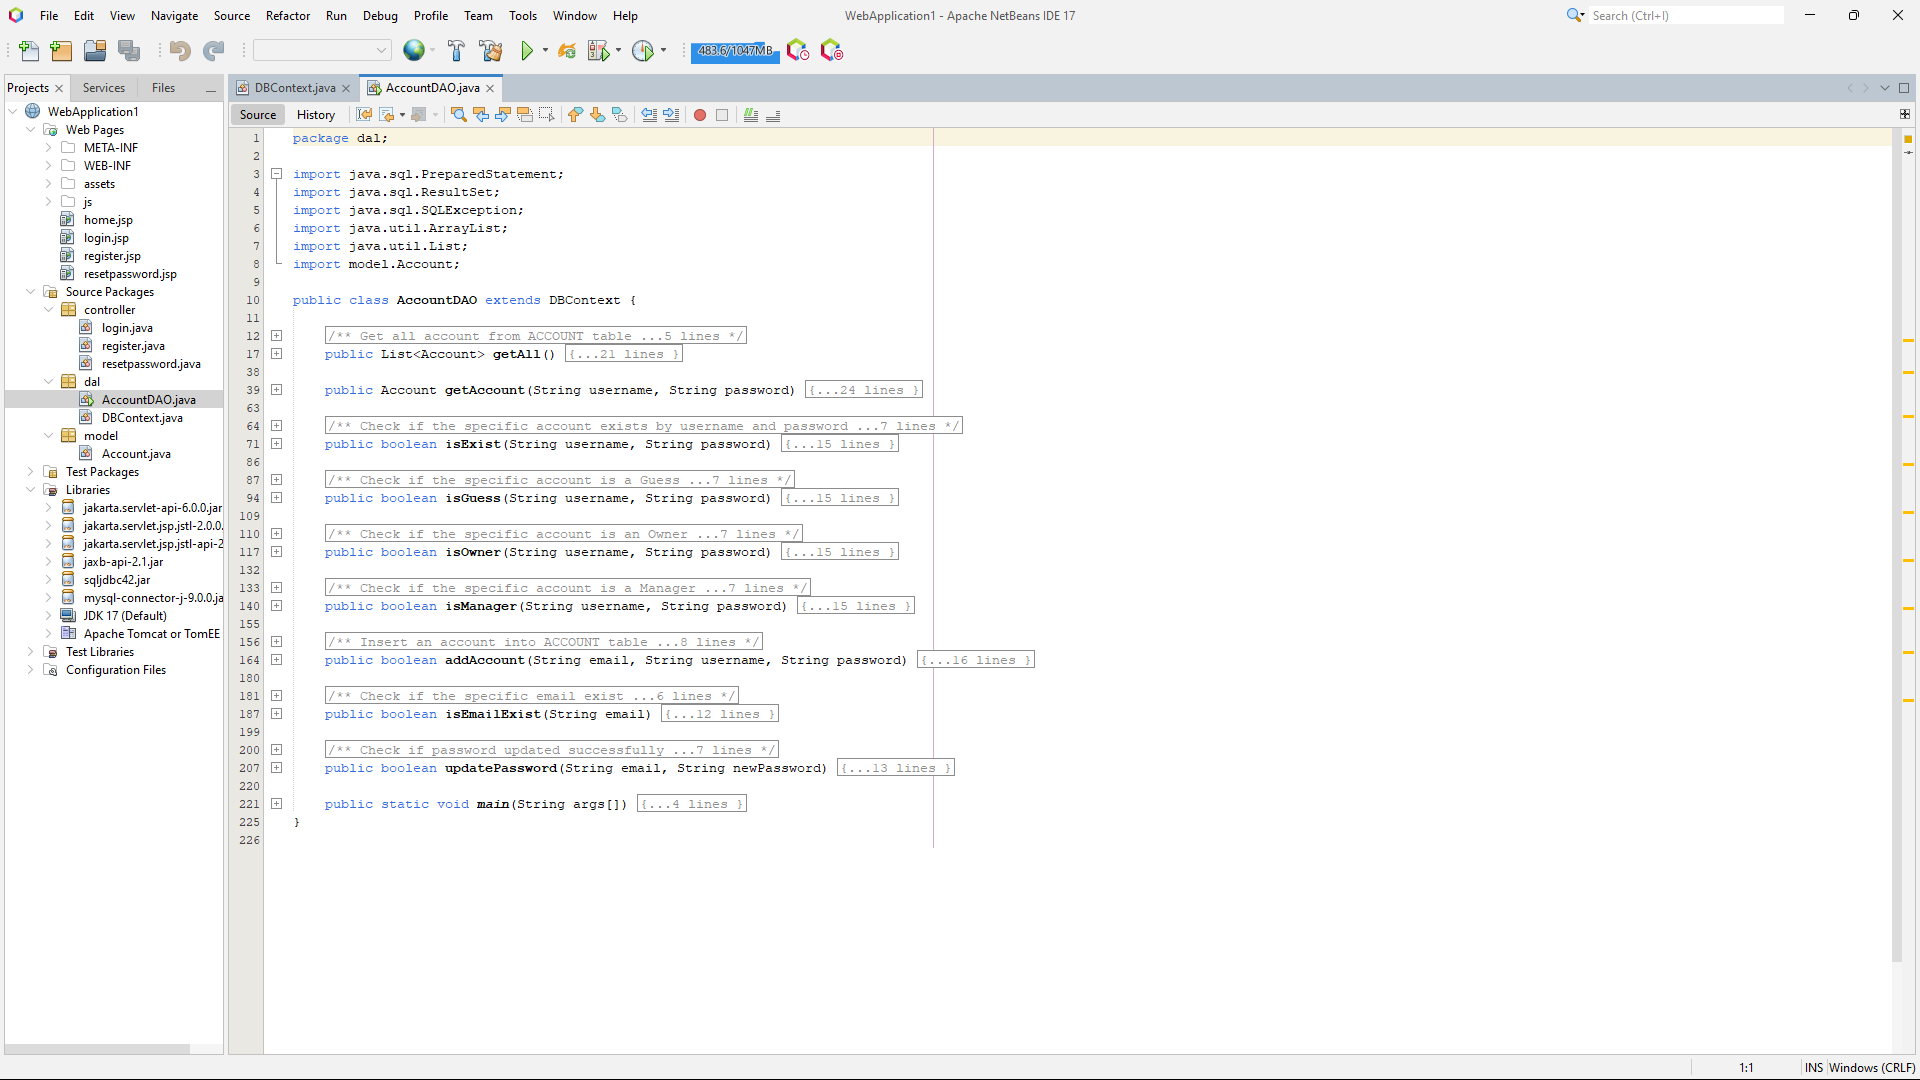 File Edit View Navigate Source Refactor Run Debug Profile Team Tools Window Help
WebApplication1 - Apache NetBeans IDE 17
Search (Ctrl+I)
483.6/1047MB
Projects Services Files
WebApplication1
Web Pages
META-INF
WEB-INF
assets
js
home.jsp
login.jsp
register.jsp
resetpassword.jsp
Source Packages
controller
login.java
register.java
resetpassword.java
dal
AccountDAO.java
DBContext.java
model
Account.java
Test Packages
Libraries
jakarta.servlet-api-6.0.0.jar
jakarta.servlet.jsp.jstl-2.0.0.
jakarta.servlet.jsp.jstl-api-2
jaxb-api-2.1.jar
sqljdbc42.jar
mysql-connector-j-9.0.0.ja
JDK 17 (Default)
Apache Tomcat or TomEE
Test Libraries
Configuration Files
DBContext.java AccountDAO.java
Source History
1 package dal;
2
3 import java.sql.PreparedStatement;
4 import java.sql.ResultSet;
5 import java.sql.SQLException;
6 import java.util.ArrayList;
7 import java.util.List;
8 import model.Account;
9
10 public class AccountDAO extends DBContext {
11
12 /** Get all account from ACCOUNT table ...5 lines */
17 public List<Account> getAll() {...21 lines }
38
39 public Account getAccount(String username, String password) {...24 lines }
63
64 /** Check if the specific account exists by username and password ...7 lines */
71 public boolean isExist(String username, String password) {...15 lines }
86
87 /** Check if the specific account is a Guess ...7 lines */
94 public boolean isGuess(String username, String password) {...15 lines }
109
110 /** Check if the specific account is an Owner ...7 lines */
117 public boolean isOwner(String username, String password) {...15 lines }
132
133 /** Check if the specific account is a Manager ...7 lines */
140 public boolean isManager(String username, String password) {...15 lines }
155
156 /** Insert an account into ACCOUNT table ...8 lines */
164 public boolean addAccount(String email, String username, String password) {...16 lines }
180
181 /** Check if the specific email exist ...6 lines */
187 public boolean isEmailExist(String email) {...12 lines }
199
200 /** Check if password updated successfully ...7 lines */
207 public boolean updatePassword(String email, String newPassword) {...13 lines }
220
221 public static void main(String args[]) {...4 lines }
225 }
226
1:1 INS Windows (CRLF)